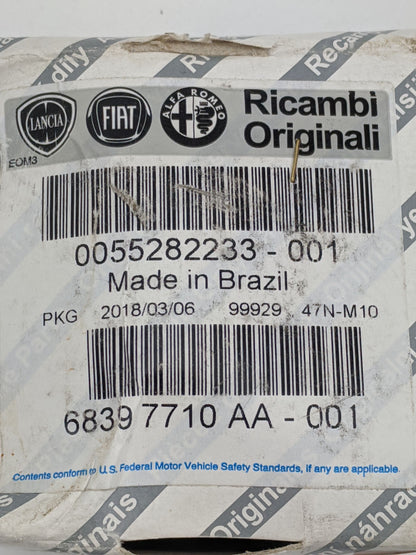 Recambi
LANCIA FIAT ALFA ROMEO Ricambi
Originali
EOM3
0055282233 - 001
Made in Brazil
PKG 2018/03/06 99929 47N-M10
6839 7710 AA - 001
Contents conform to U.S. Federal Motor Vehicle Safety Standards, if any are applicable.